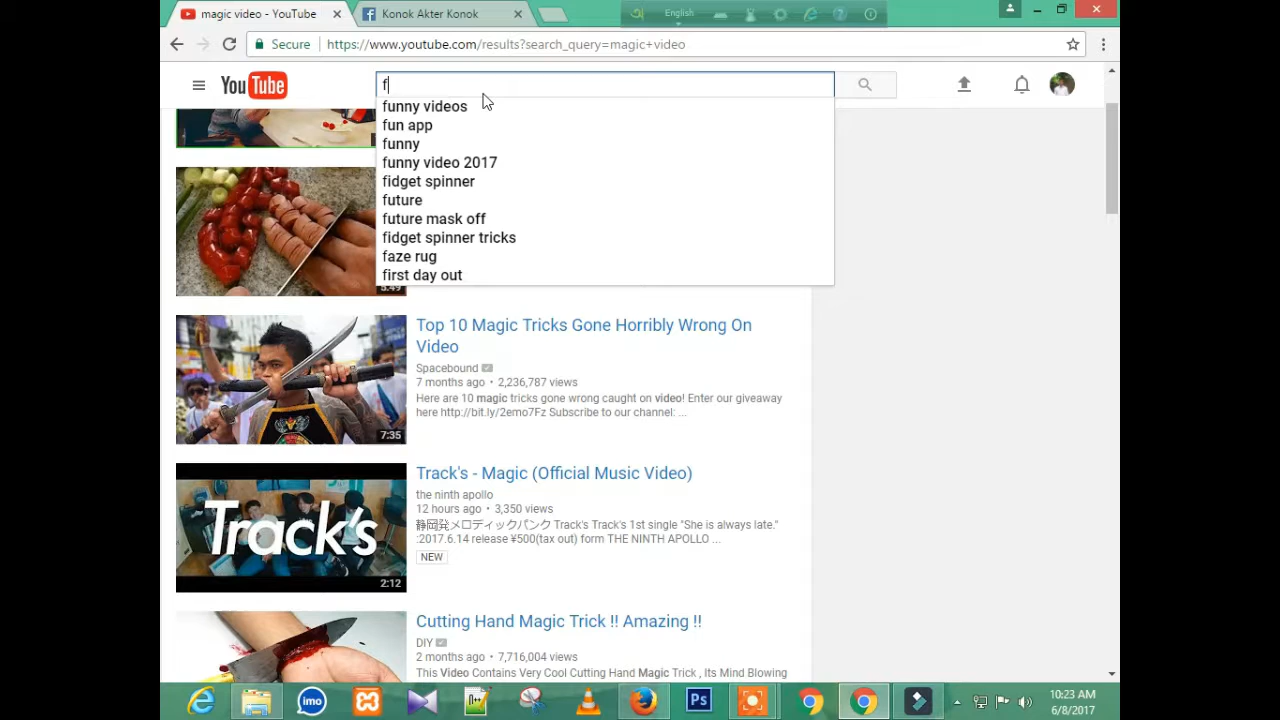 magic video - YouTube
Konok Akter Konok
English
Secure
https://www.youtube.com/results?search_query=magic+video
YouTube
f
funny videos
fun app
funny
funny video 2017
fidget spinner
future
future mask off
fidget spinner tricks
faze rug
first day out
Top 10 Magic Tricks Gone Horribly Wrong On
Video
Spacebound
7 months ago • 2,236,787 views
Here are 10 magic tricks gone wrong caught on video! Enter our giveaway
here http://bit.ly/2emo7Fz Subscribe to our channel: ...
7:35
Track's - Magic (Official Music Video)
the ninth apollo
12 hours ago • 3,350 views
静岡発メロディックパンク Track's Track's 1st single "She is always late."
:2017.6.14 release ¥500(tax out) form THE NINTH APOLLO ...
NEW
Track's
2:12
Cutting Hand Magic Trick !! Amazing !!
DIY
2 months ago • 7,716,004 views
This Video Contains Very Cool Cutting Hand Magic Trick , Its Mind Blowing
imo
Ps
10:23 AM
6/8/2017